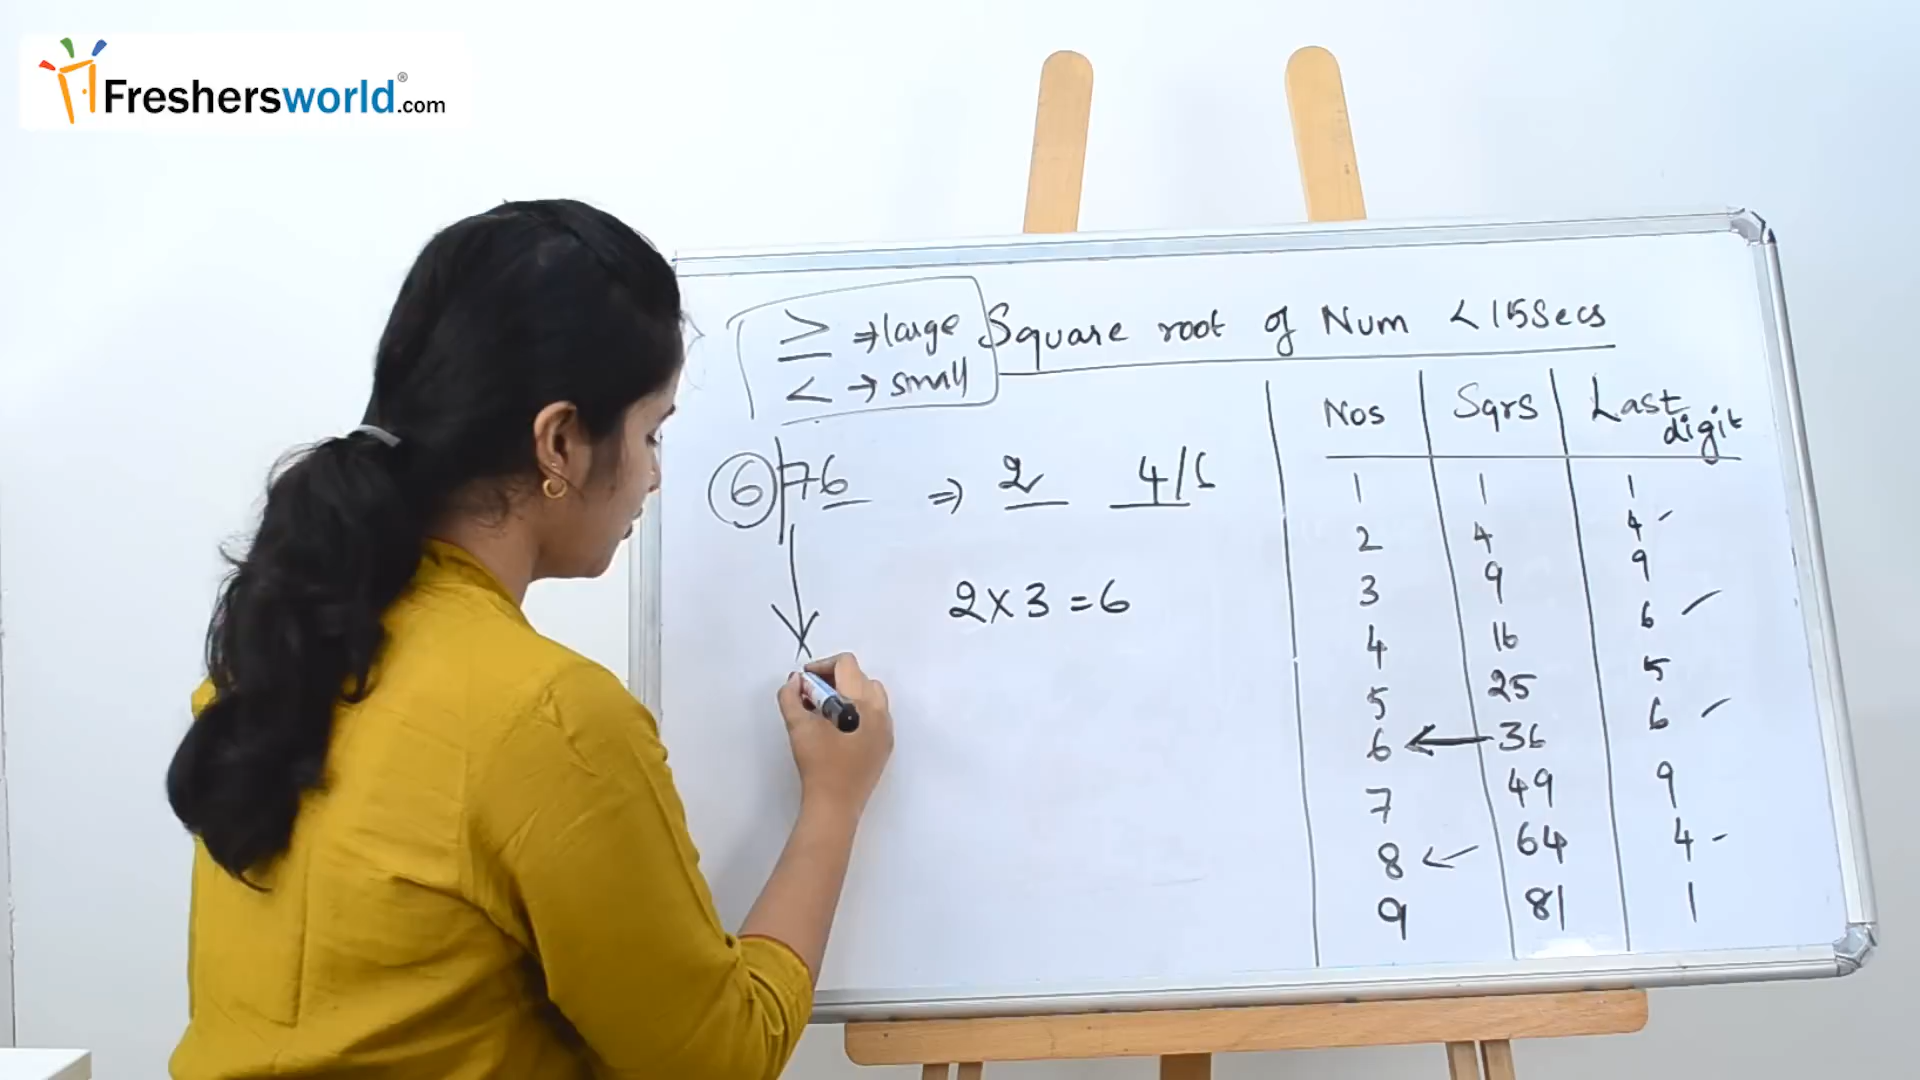 Freshersworld.com®
≥ ⇒ large
< → small
Square root of Num < 15Secs
6|76 ⇒ 2 4/6
2 x 3 = 6
Nos Sqrs Last digit
1 1 1
2 4 4
3 9 9
4 16 6
5 25 5
6 ← 36 6
7 49 9
8 ← 64 4
9 81 1